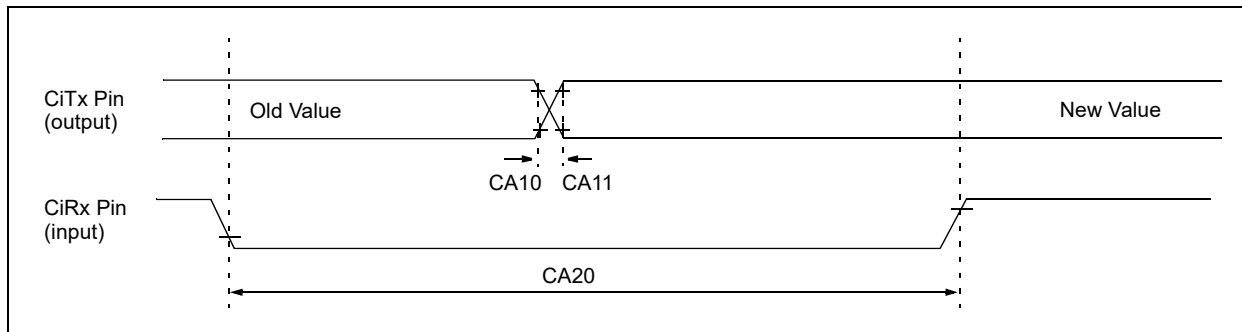 CiTx Pin
(output)
Old Value
New Value
CA10 CA11
CiRx Pin
(input)
CA20